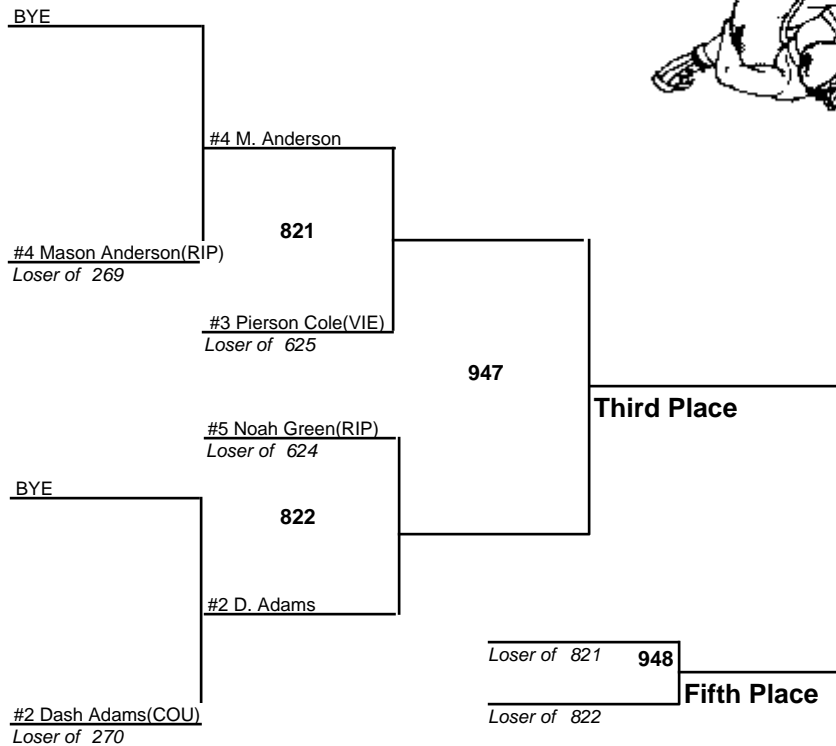 BYE
#4 M. Anderson
821
#4 Mason Anderson(RIP)
Loser of 269
#3 Pierson Cole(VIE)
Loser of 625
947
Third Place
#5 Noah Green(RIP)
Loser of 624
BYE
822
#2 D. Adams
Loser of 821 948
Fifth Place
#2 Dash Adams(COU)
Loser of 822
Loser of 270